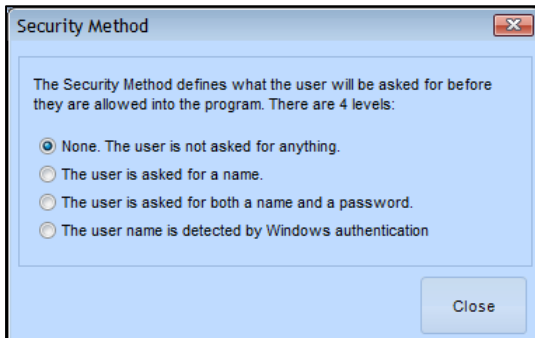 Security Method
The Security Method defines what the user will be asked for before
they are allowed into the program. There are 4 levels:
None. The user is not asked for anything.
The user is asked for a name.
The user is asked for both a name and a password.
The user name is detected by Windows authentication
Close